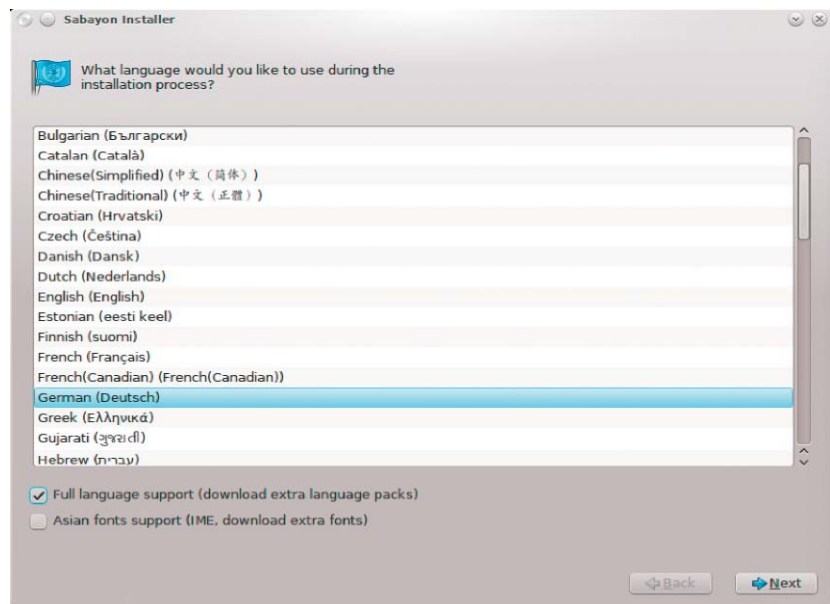 Sabayon Installer
What language would you like to use during the
installation process?
Bulgarian (Български)
Catalan (Català)
Chinese(Simplified) (中文（简体）)
Chinese(Traditional) (中文（正體）)
Croatian (Hrvatski)
Czech (Čeština)
Danish (Dansk)
Dutch (Nederlands)
English (English)
Estonian (eesti keel)
Finnish (suomi)
French (Français)
French(Canadian) (French(Canadian))
German (Deutsch)
Greek (Ελληνικά)
Gujarati (ગુજરાતી)
Hebrew (עברית)
Full language support (download extra language packs)
Asian fonts support (IME, download extra fonts)
Back
Next